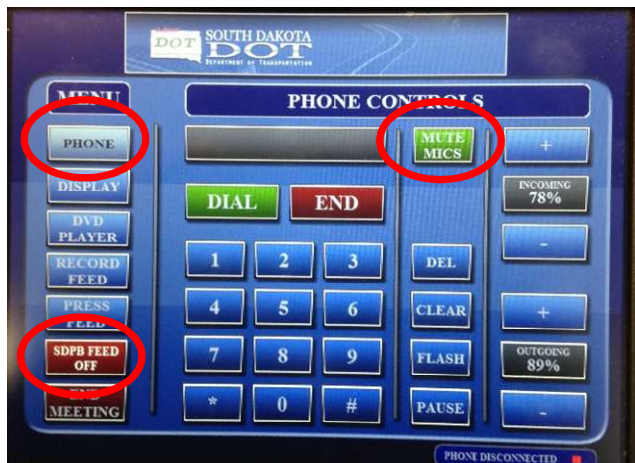 DOT SOUTH DAKOTA
DOT
DEPARTMENT OF TRANSPORTATION
MENU
PHONE CONTROLS
PHONE
MUTE
MICS
+
DISPLAY
DIAL
END
INCOMING
78%
DVD
PLAYER
-
RECORD
FEED
1
2
3
DEL
PRESS
FEED
4
5
6
CLEAR
+
SDPB FEED
OFF
7
8
9
FLASH
OUTGOING
89%
END
MEETING
*
0
#
PAUSE
-
PHONE DISCONNECTED